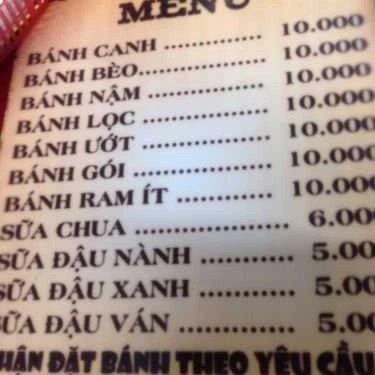 MENU
BÁNH CANH ............... 10.000
BÁNH BÈO.................. 10.000
BÁNH NẬM ................ 10.000
BÁNH LỌC ................. 10.000
BÁNH ƯỚT ................ 10.000
BÁNH GÓI ................. 10.000
BÁNH RAM ÍT ............ 10.000
SỮA CHUA ................. 6.000
SỮA ĐẬU NÀNH ........... 5.000
SỮA ĐẬU XANH ........... 5.000
SỮA ĐẬU VÁN ............ 5.000
NHẬN ĐẶT BÁNH THEO YÊU CẦU